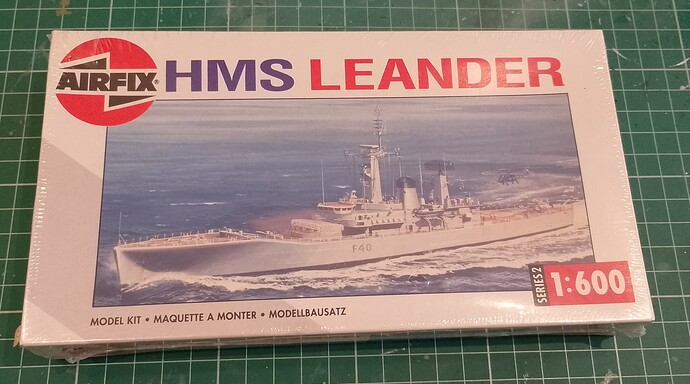 AIRFIX®
HMS LEANDER
F40
SERIES 2
1:600
MODEL KIT • MAQUETTE A MONTER • MODELLBAUSATZ